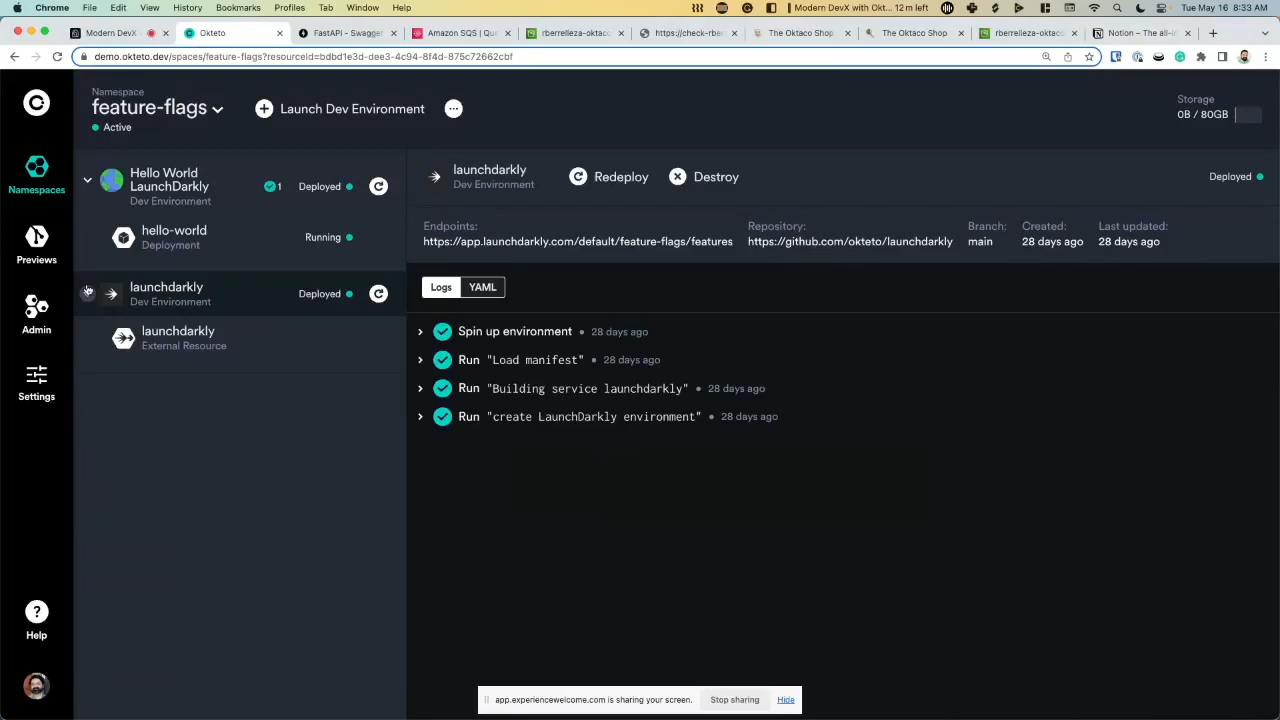 Chrome File Edit View History Bookmarks Profiles Tab Window Help
Modern DevX with Okt... 12 m left
Tue May 16 8:33 AM
Modern DevX
Okteto
FastAPI - Swagger
Amazon SQS | Que
rberrelleza-oktaco
https://check-rber
The Oktaco Shop
The Oktaco Shop
rberrelleza-oktaco
Notion – The all-in
demo.okteto.dev/spaces/feature-flags?resourceId=bdbd1e3d-dee3-4c94-8f4d-875c72662cbf
Namespace
feature-flags
Active
Launch Dev Environment
Storage
0B / 80GB
Namespaces
Previews
Admin
Settings
Help
Hello World
LaunchDarkly
Dev Environment
1
Deployed
hello-world
Deployment
Running
launchdarkly
Dev Environment
Deployed
launchdarkly
External Resource
launchdarkly
Dev Environment
Redeploy
Destroy
Deployed
Endpoints:
https://app.launchdarkly.com/default/feature-flags/features
Repository:
https://github.com/okteto/launchdarkly
Branch:
main
Created:
28 days ago
Last updated:
28 days ago
Logs YAML
Spin up environment • 28 days ago
Run "Load manifest" • 28 days ago
Run "Building service launchdarkly" • 28 days ago
Run "create LaunchDarkly environment" • 28 days ago
app.experiencewelcome.com is sharing your screen. Stop sharing Hide